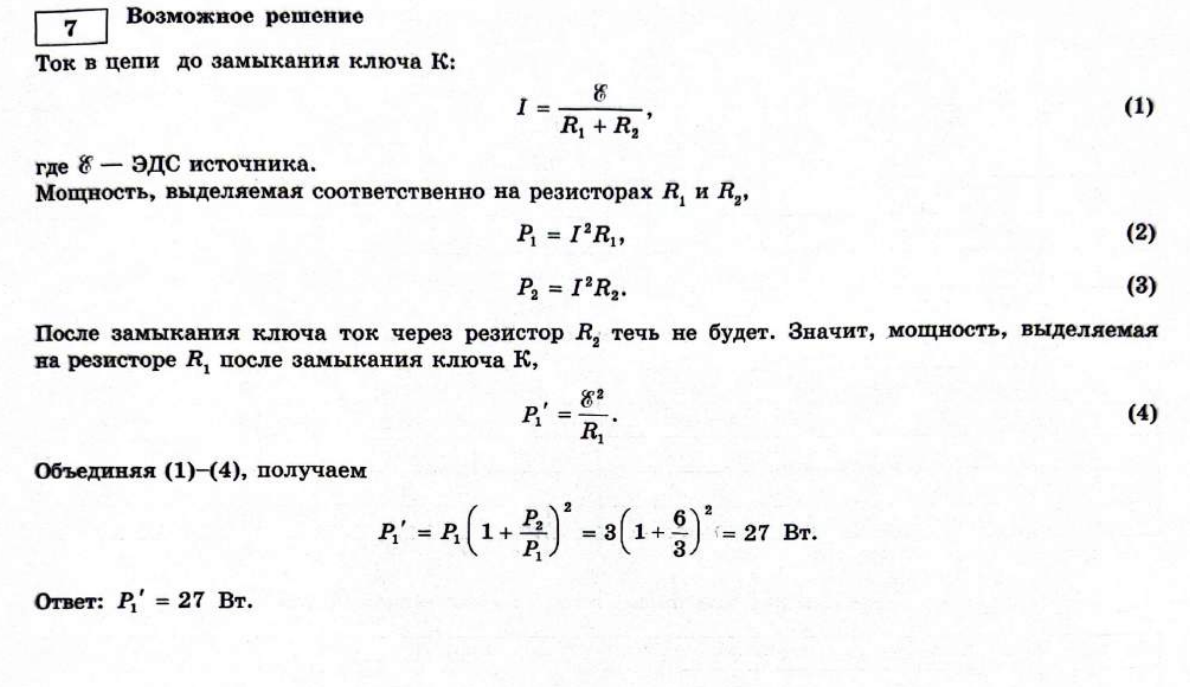 7 Возможное решение
Ток в цепи до замыкания ключа К:
I = ℰ / (R₁ + R₂), (1)
где ℰ — ЭДС источника.
Мощность, выделяемая соответственно на резисторах R₁ и R₂,
P₁ = I²R₁, (2)
P₂ = I²R₂. (3)
После замыкания ключа ток через резистор R₂ течь не будет. Значит, мощность, выделяемая
на резисторе R₁ после замыкания ключа К,
P₁′ = ℰ² / R₁. (4)
Объединяя (1)–(4), получаем
P₁′ = P₁(1 + P₂/P₁)² = 3(1 + 6/3)² = 27 Вт.
Ответ: P₁′ = 27 Вт.